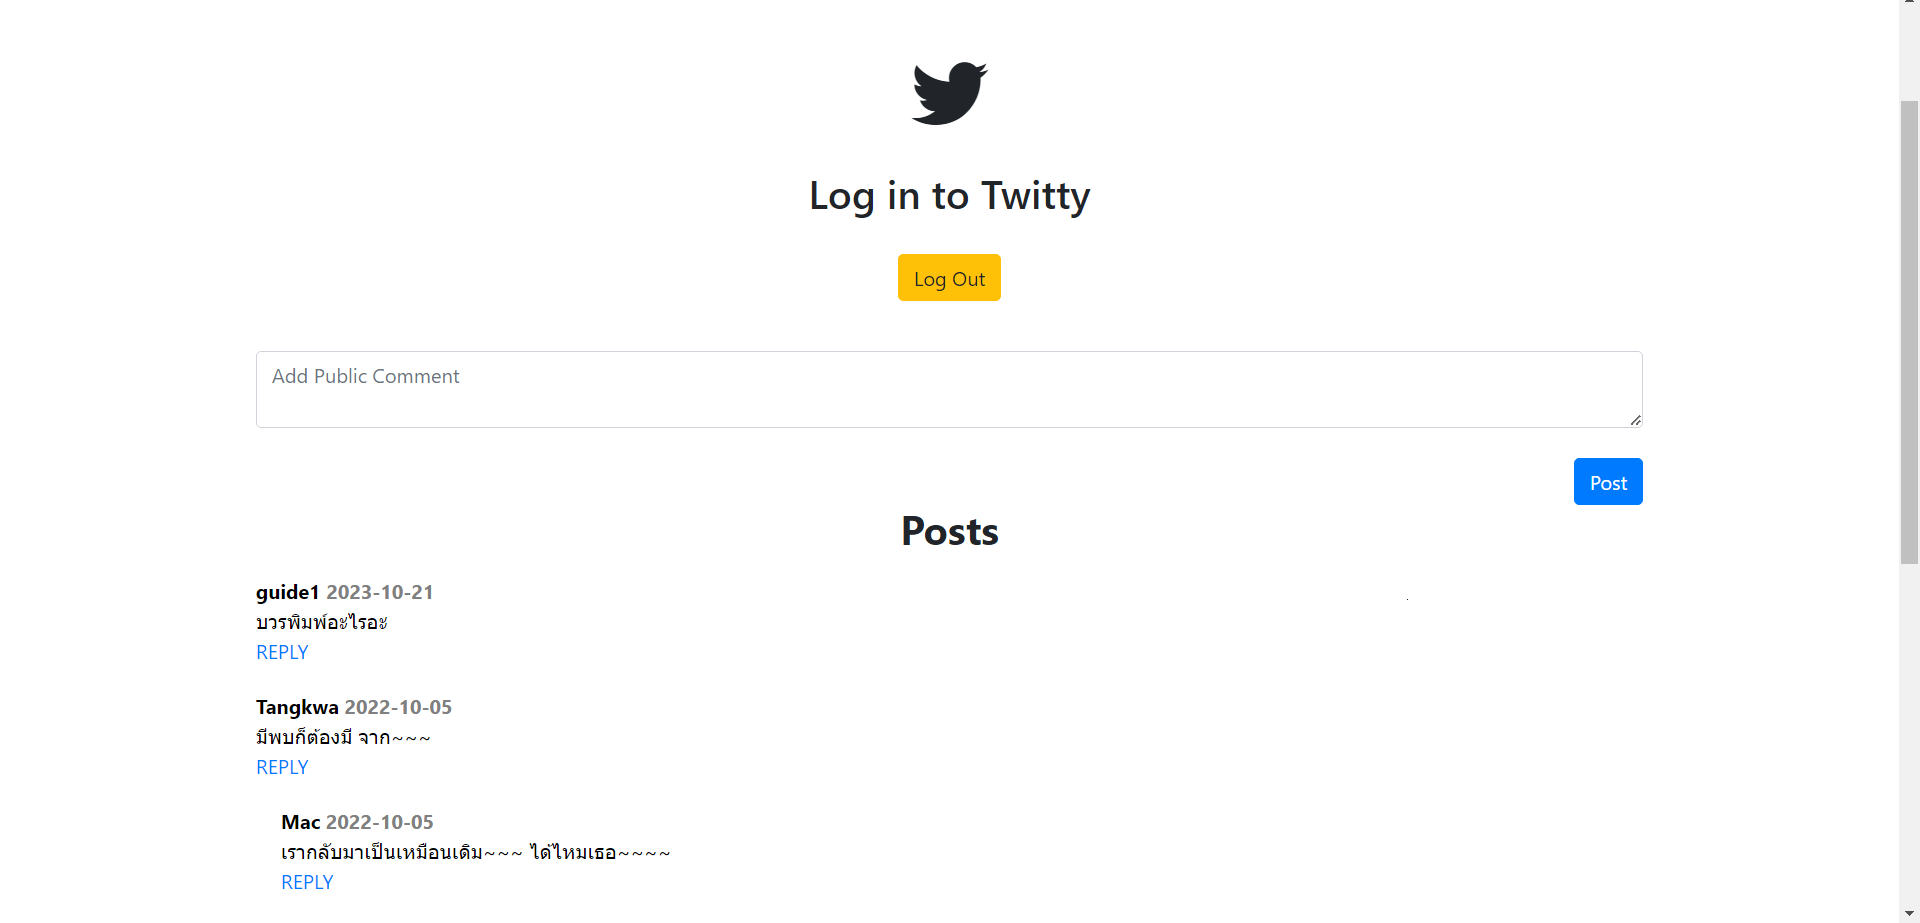 Log in to Twitty
Log Out
Add Public Comment
Post
Posts
guide1 2023-10-21
บวรพิมพ์อะไรอะ
REPLY
Tangkwa 2022-10-05
มีพบก็ต้องมี จาก~~~
REPLY
Mac 2022-10-05
เรากลับมาเป็นเหมือนเดิม~~~ ได้ไหมเธอ~~~~
REPLY